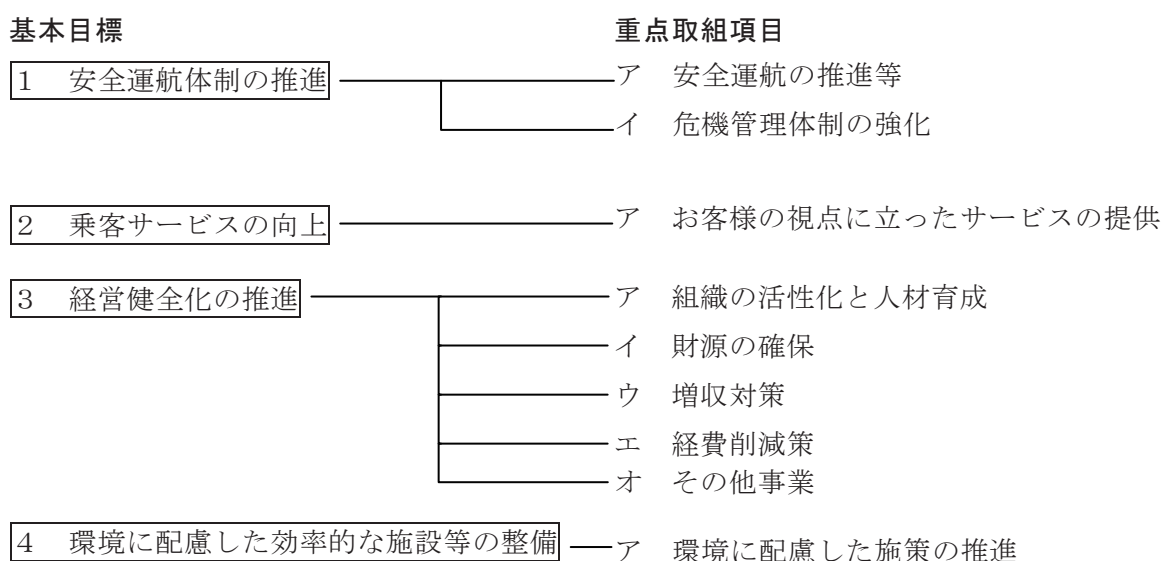 基本目標　重点取組項目
1　安全運航体制の推進　ア　安全運航の推進等
イ　危機管理体制の強化
2　乗客サービスの向上　ア　お客様の視点に立ったサービスの提供
3　経営健全化の推進　ア　組織の活性化と人材育成
イ　財源の確保
ウ　増収対策
エ　経費削減策
オ　その他事業
4　環境に配慮した効率的な施設等の整備　ア　環境に配慮した施策の推進